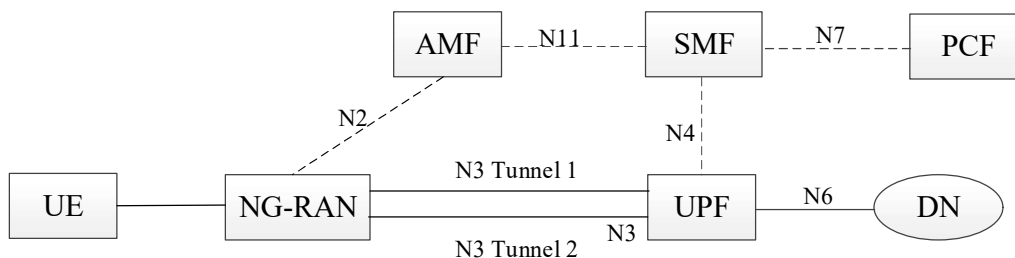 AMF
N11
SMF
N7
PCF
N2
N4
UE
NG-RAN
N3 Tunnel 1
UPF
N6
DN
N3
N3 Tunnel 2